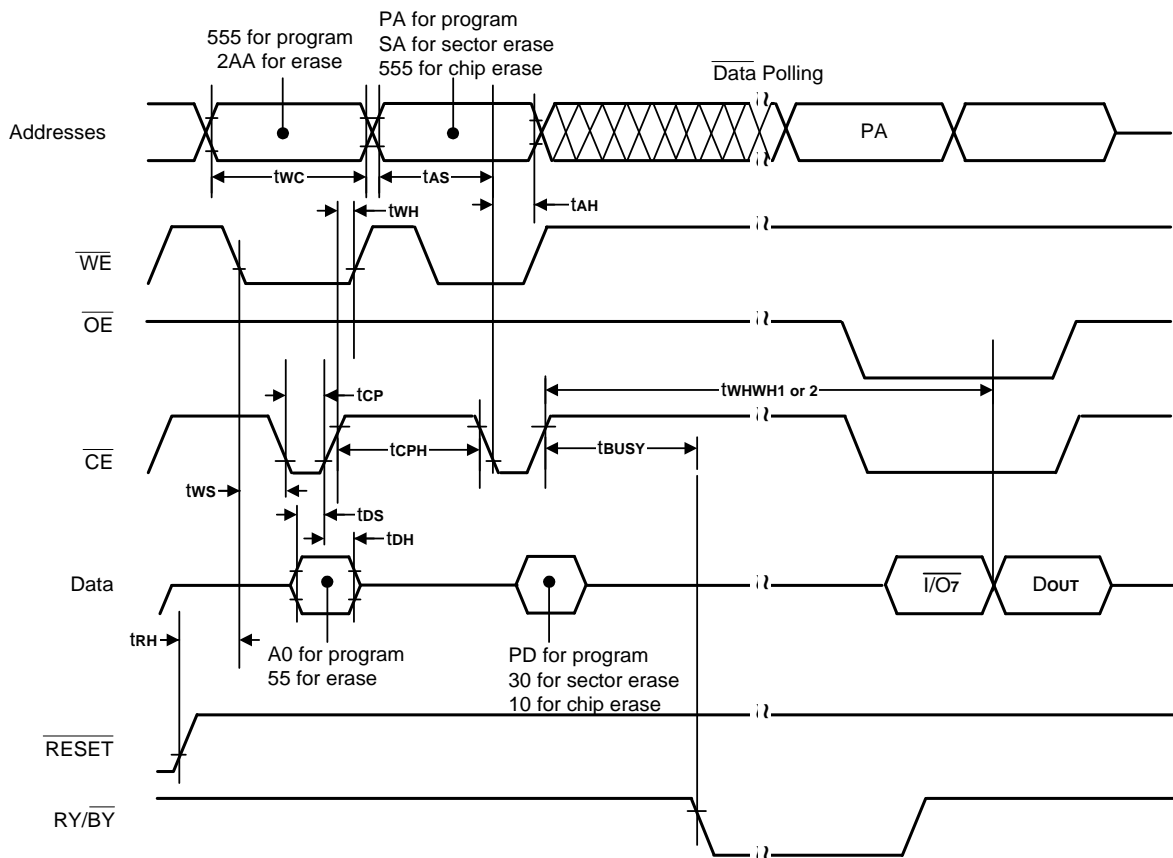 555 for program
2AA for erase
PA for program
SA for sector erase
555 for chip erase
Data Polling
Addresses
PA
tWC
tAS
tAH
tWH
WE
OE
tWHWH1 or 2
tCP
CE
tCPH
tBUSY
tWS
tDS
tDH
Data
I/O7
DOUT
tRH
A0 for program
55 for erase
PD for program
30 for sector erase
10 for chip erase
RESET
RY/BY